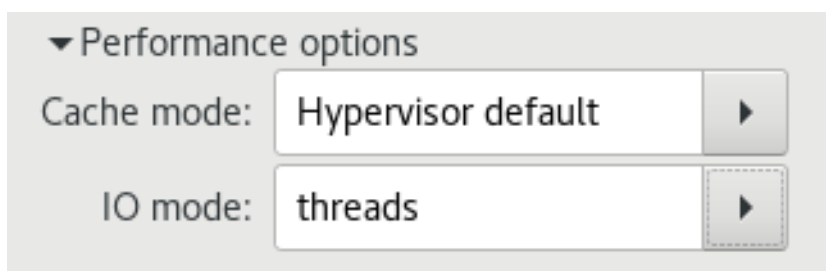 Performance options
Cache mode: Hypervisor default
IO mode: threads